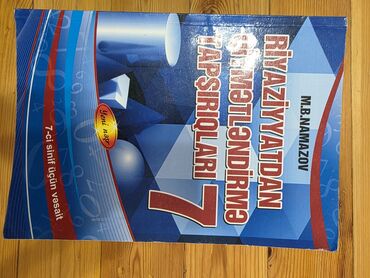 M.B.NAMAZOV
RİYAZİYYATDAN
QİYMƏTLƏNDİRMƏ
TAPŞIRIQLARI
7
Yeni nəşr
7-ci sinif üçün vəsait